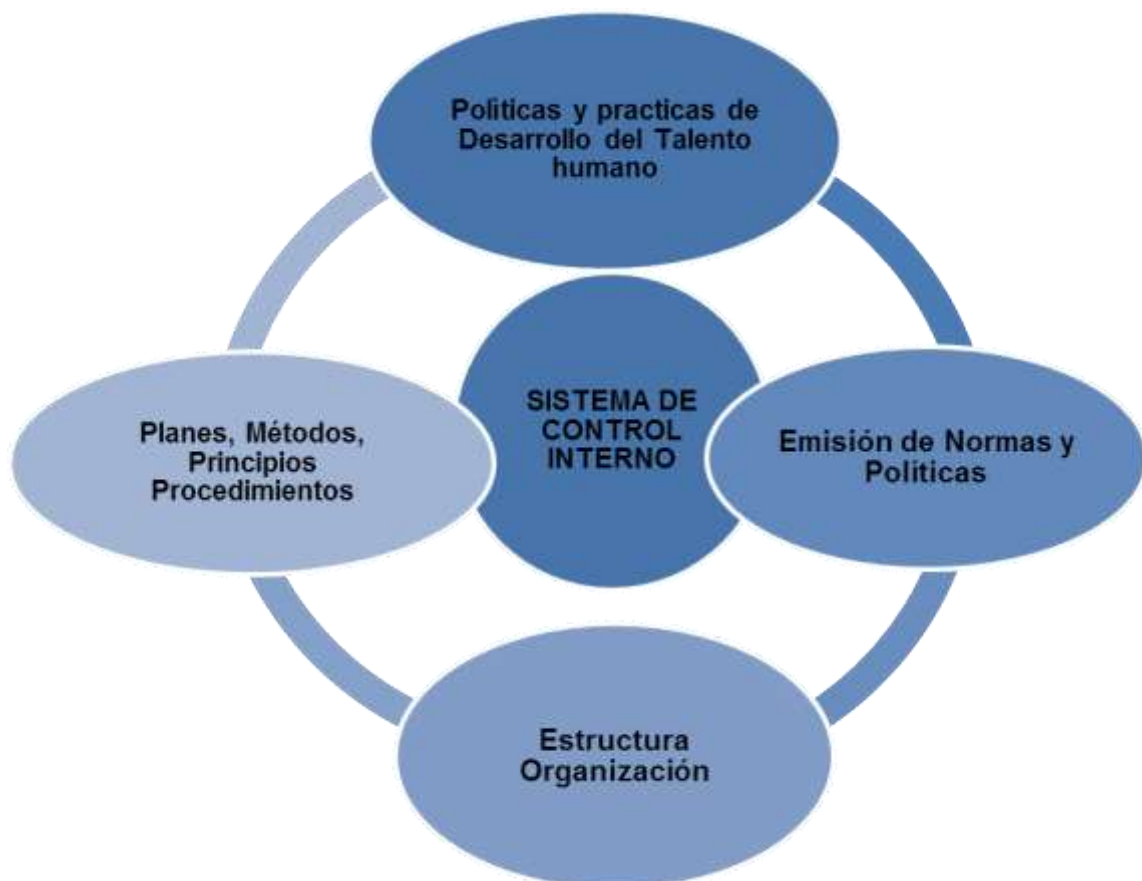 Politicas y practicas de
Desarrollo del Talento
humano
SISTEMA DE
CONTROL
INTERNO
Planes, Métodos,
Principios
Procedimientos
Emisión de Normas y
Politicas
Estructura
Organización